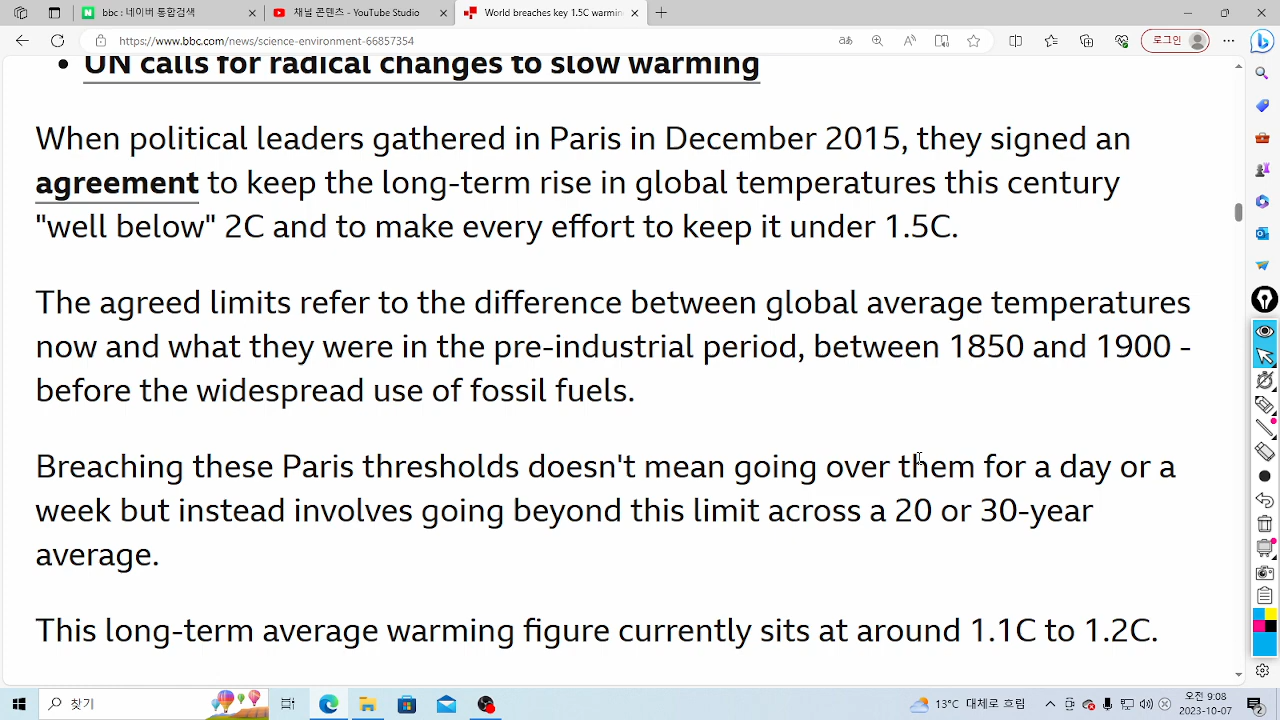 bbc : 네이버 통합검색
채널 콘텐츠 - YouTube Studio
World breaches key 1.5C warmin
https://www.bbc.com/news/science-environment-66857354
로그인
UN calls for radical changes to slow warming
When political leaders gathered in Paris in December 2015, they signed an
agreement to keep the long-term rise in global temperatures this century
"well below" 2C and to make every effort to keep it under 1.5C.
The agreed limits refer to the difference between global average temperatures
now and what they were in the pre-industrial period, between 1850 and 1900 -
before the widespread use of fossil fuels.
Breaching these Paris thresholds doesn't mean going over them for a day or a
week but instead involves going beyond this limit across a 20 or 30-year
average.
This long-term average warming figure currently sits at around 1.1C to 1.2C.
찾기
13°C 대체로 흐림
오전 9:08
2023-10-07
2